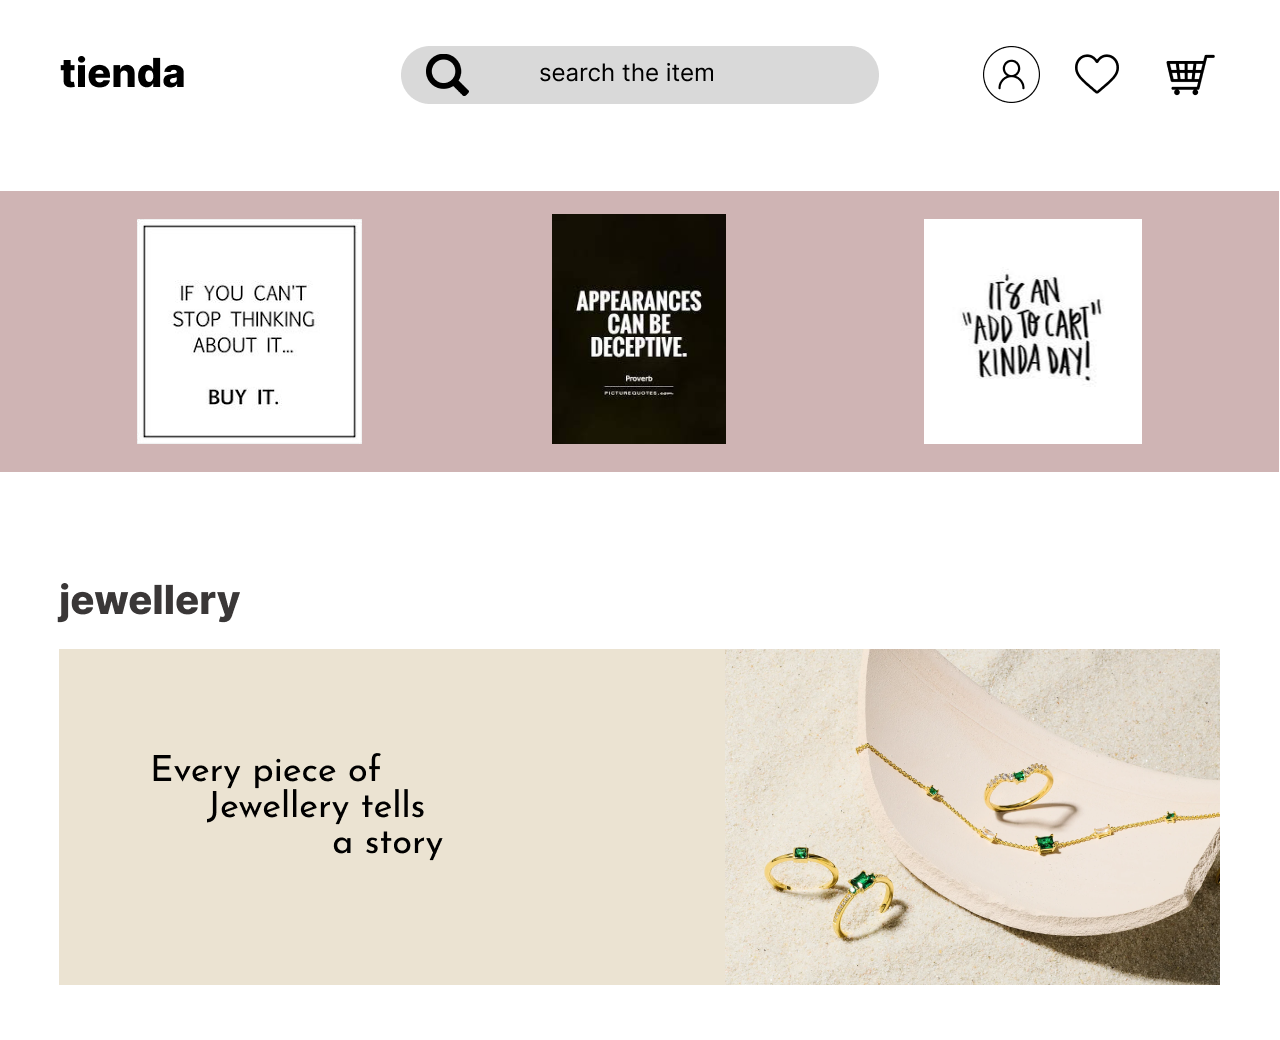 tienda
search the item
IF YOU CAN'T
STOP THINKING
ABOUT IT...
BUY IT.
APPEARANCES
CAN BE
DECEPTIVE.
Proverb
PICTUREQUOTES.com
IT'S AN
"ADD TO CART"
KINDA DAY!
jewellery
Every piece of
Jewellery tells
a story